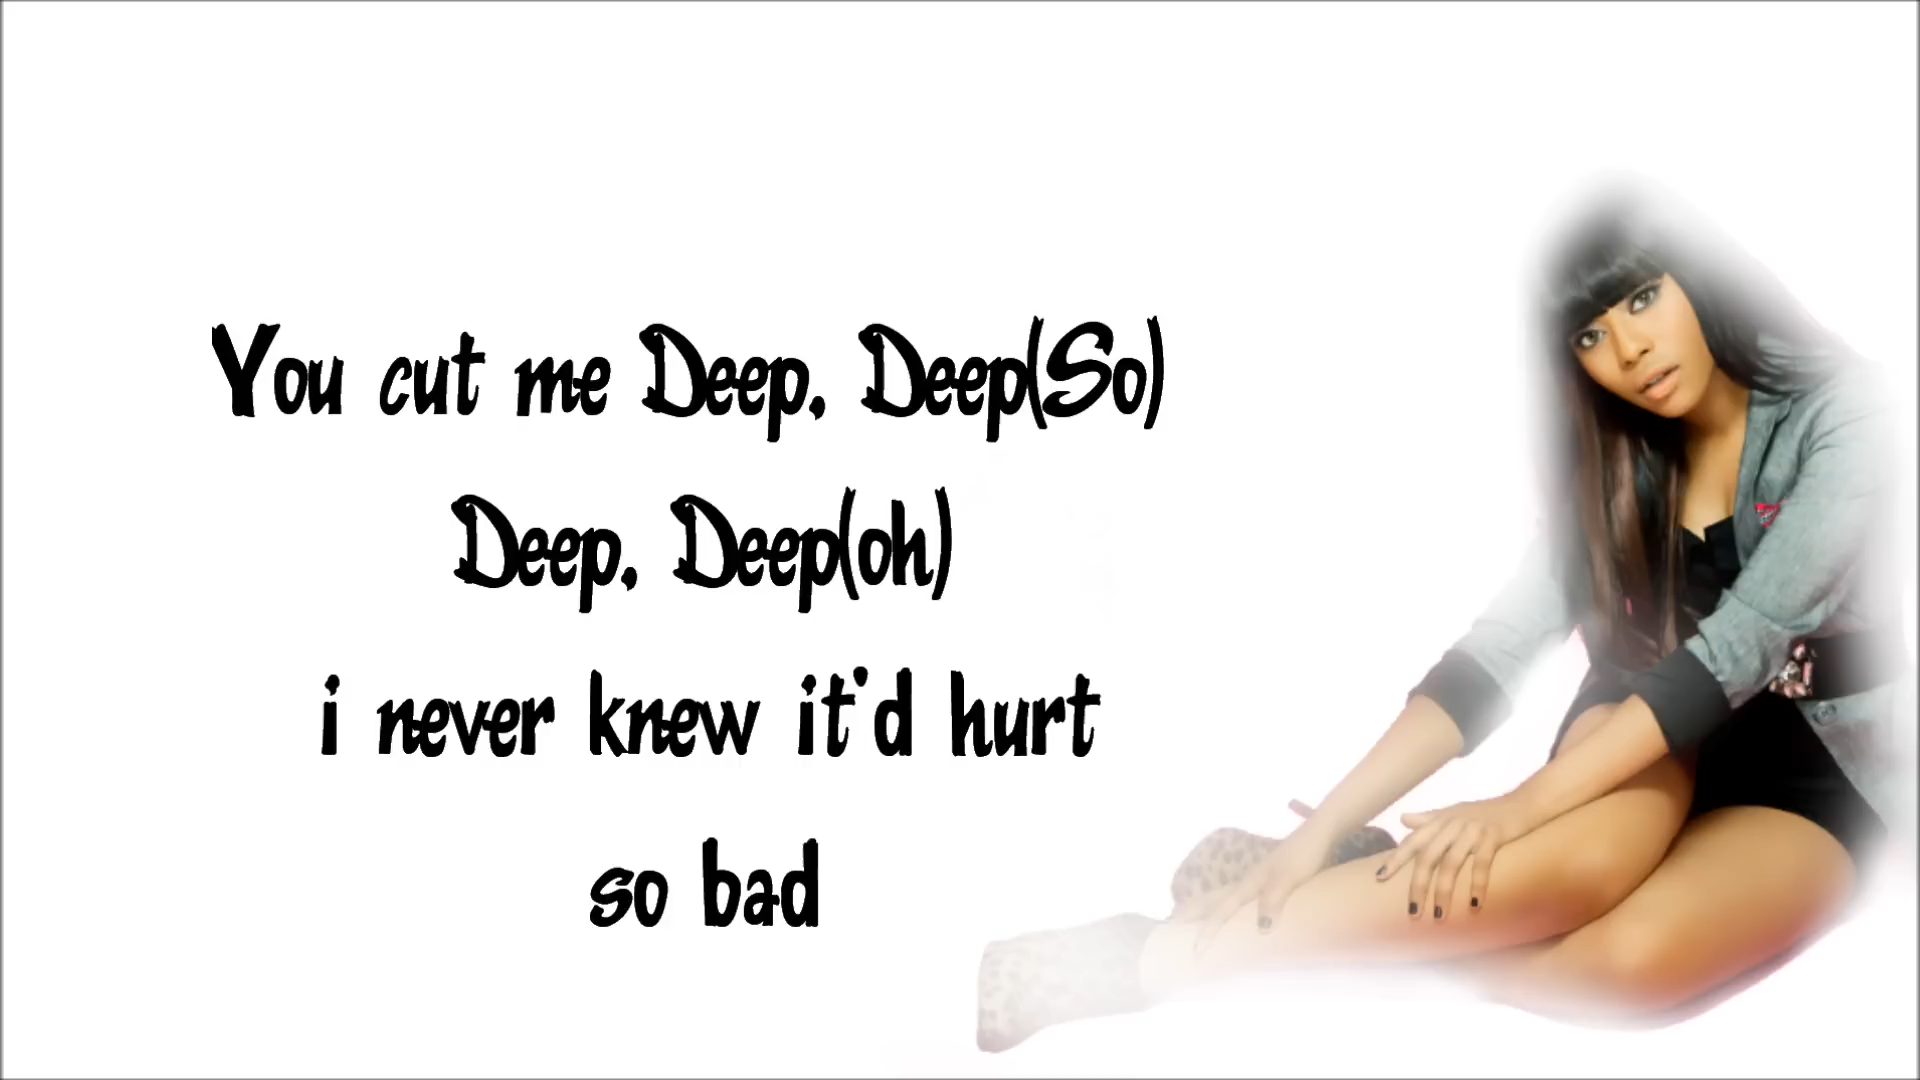 You cut me Deep, Deep(So)
Deep, Deep(oh)
i never knew it'd hurt
so bad